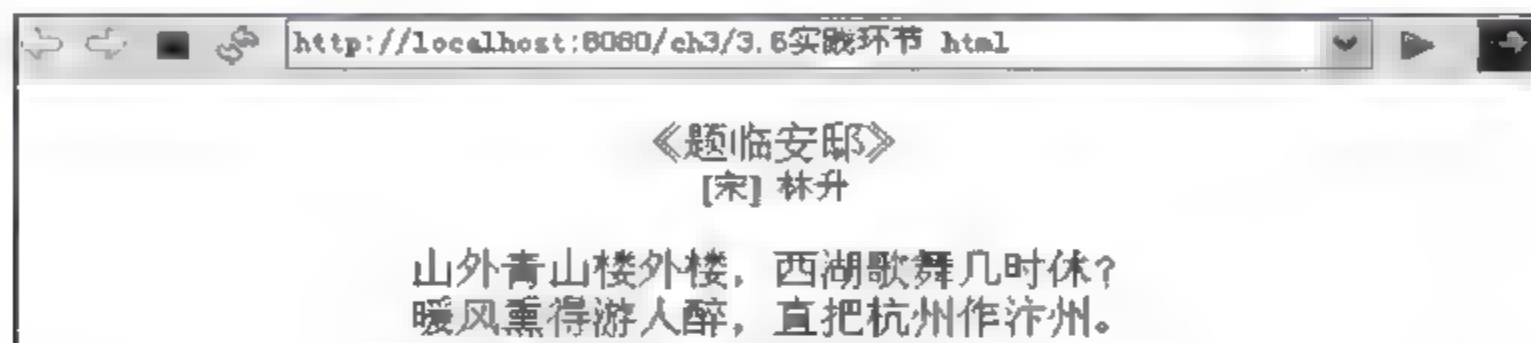 http://localhost:8080/ch3/3.6实践环节 html
《题临安邸》
[宋] 林升
山外青山楼外楼，西湖歌舞几时休？
暖风熏得游人醉，直把杭州作汴州。